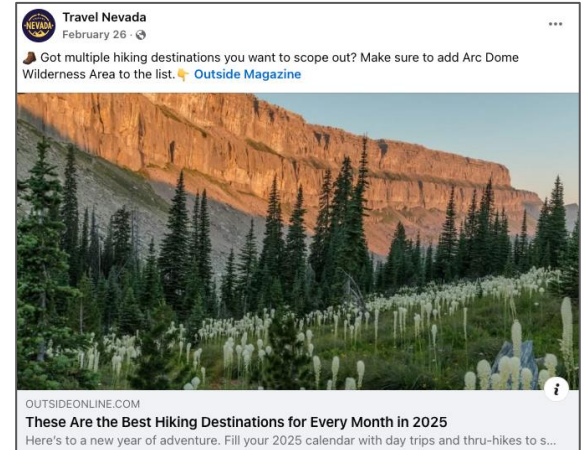 NEVADA
Travel Nevada
February 26 ·
🥾 Got multiple hiking destinations you want to scope out? Make sure to add Arc Dome
Wilderness Area to the list.👇 Outside Magazine
i
OUTSIDEONLINE.COM
These Are the Best Hiking Destinations for Every Month in 2025
Here's to a new year of adventure. Fill your 2025 calendar with day trips and thru-hikes to s...